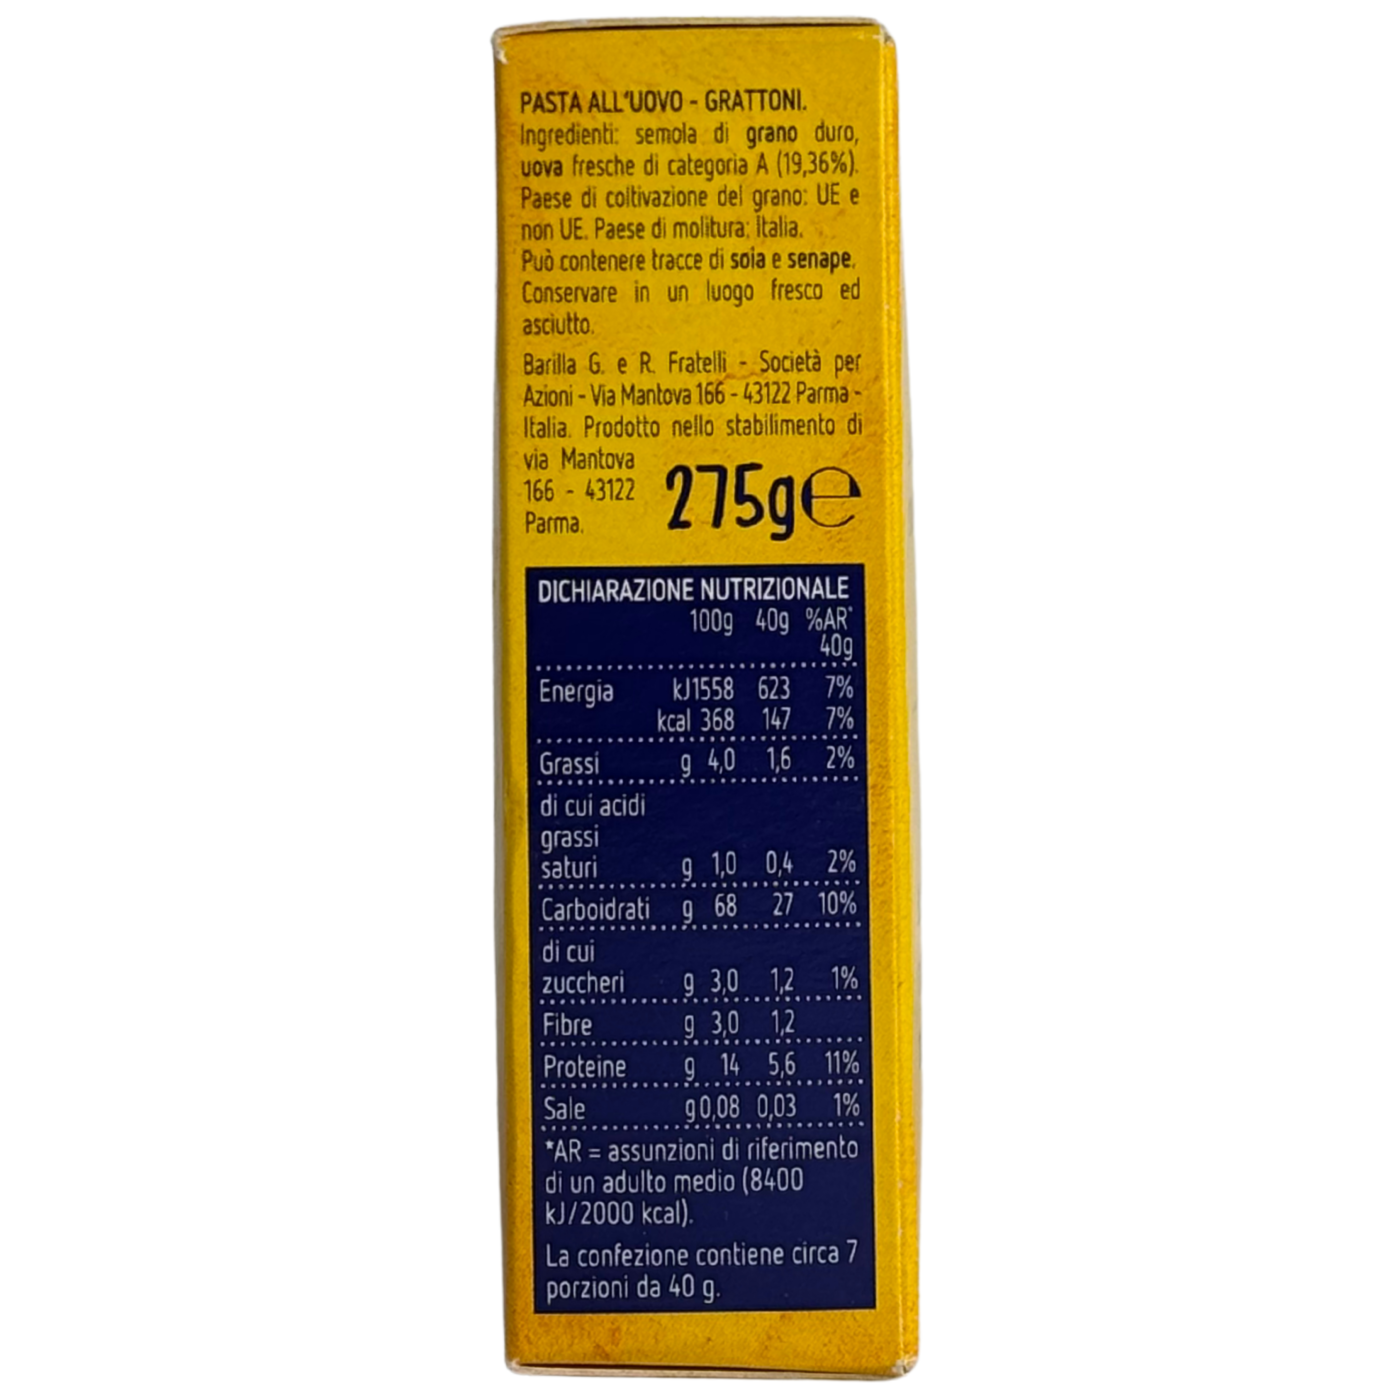 PASTA ALL'UOVO - GRATTONI.
Ingredienti: semola di grano duro,
uova fresche di categoria A (19,36%).
Paese di coltivazione del grano: UE e
non UE. Paese di molitura: Italia.
Può contenere tracce di soia e senape.
Conservare in un luogo fresco ed
asciutto.
Barilla G. e R. Fratelli - Società per
Azioni - Via Mantova 166 - 43122 Parma -
Italia. Prodotto nello stabilimento di
via Mantova
166 - 43122
Parma.
275g℮
DICHIARAZIONE NUTRIZIONALE
100g 40g %AR*
40g
Energia kJ1558 623 7%
kcal 368 147 7%
Grassi g 4,0 1,6 2%
di cui acidi
grassi
saturi g 1,0 0,4 2%
Carboidrati g 68 27 10%
di cui
zuccheri g 3,0 1,2 1%
Fibre g 3,0 1,2
Proteine g 14 5,6 11%
Sale g0,08 0,03 1%
*AR = assunzioni di riferimento
di un adulto medio (8400
kJ/2000 kcal).
La confezione contiene circa 7
porzioni da 40 g.